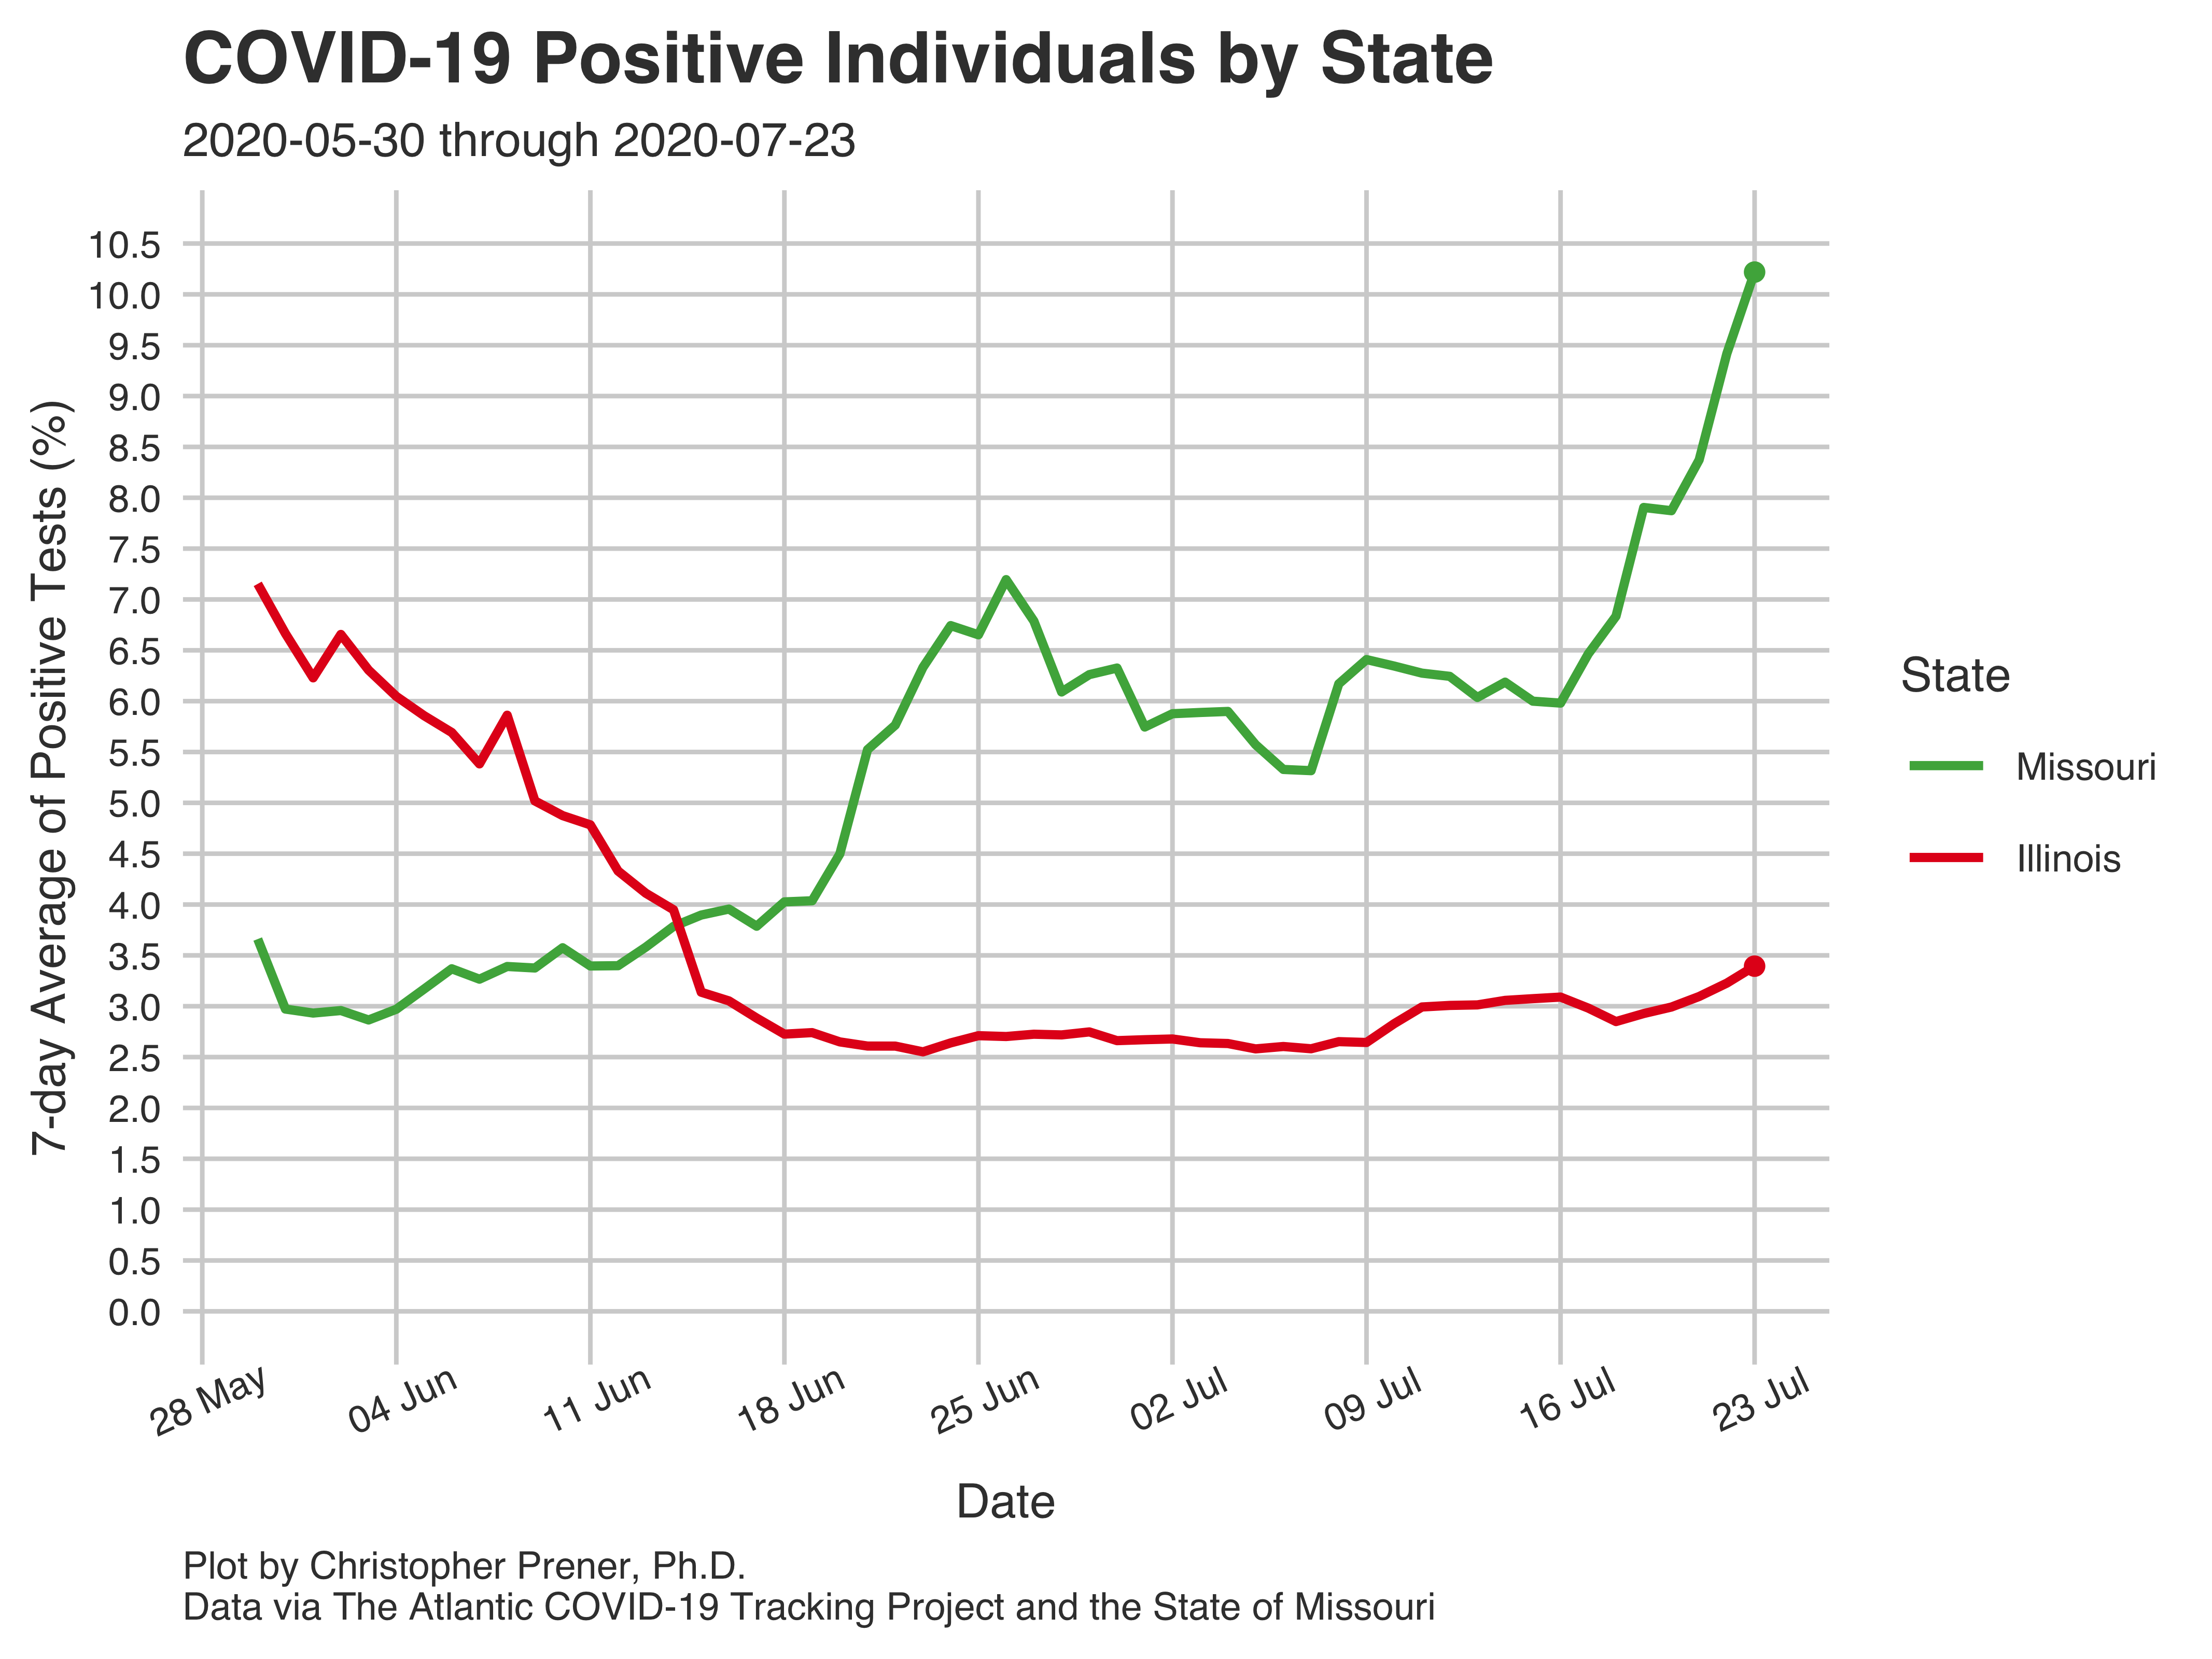 COVID-19 Positive Individuals by State
2020-05-30 through 2020-07-23
7-day Average of Positive Tests (%)
10.5
10.0
9.5
9.0
8.5
8.0
7.5
7.0
6.5
6.0
5.5
5.0
4.5
4.0
3.5
3.0
2.5
2.0
1.5
1.0
0.5
0.0
28 May
04 Jun
11 Jun
18 Jun
25 Jun
02 Jul
09 Jul
16 Jul
23 Jul
Date
State
Missouri
Illinois
Plot by Christopher Prener, Ph.D.
Data via The Atlantic COVID-19 Tracking Project and the State of Missouri